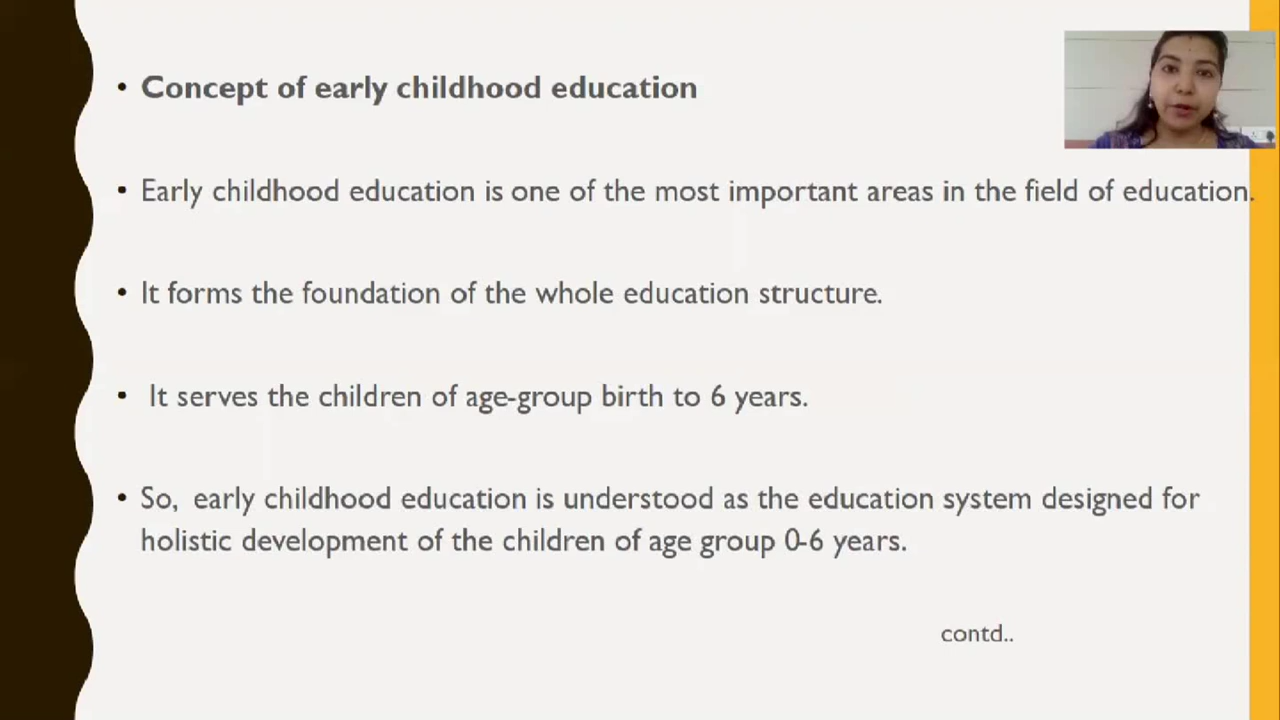 • Concept of early childhood education
• Early childhood education is one of the most important areas in the field of education.
• It forms the foundation of the whole education structure.
• It serves the children of age-group birth to 6 years.
• So, early childhood education is understood as the education system designed for
holistic development of the children of age group 0-6 years.
contd..